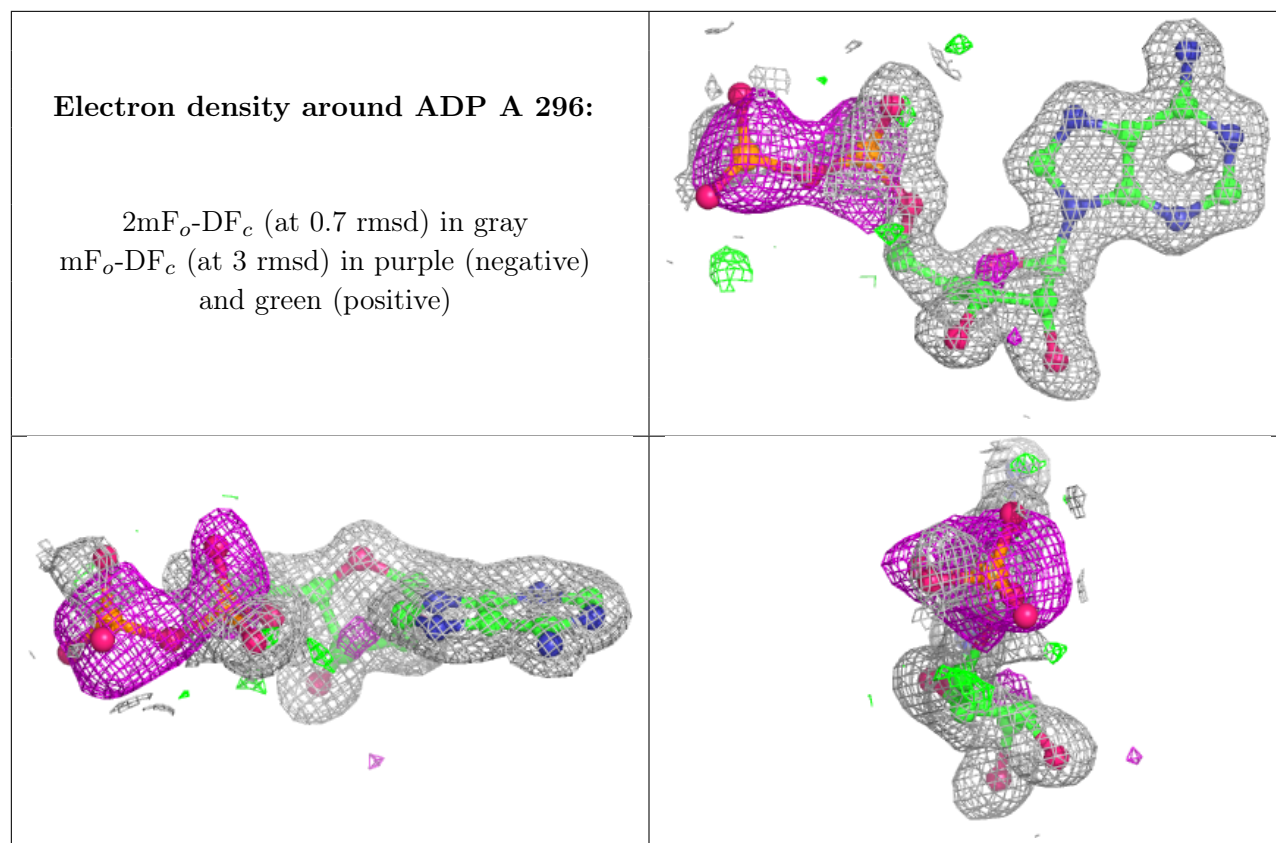 Electron density around ADP A 296:
2mFo-DFc (at 0.7 rmsd) in gray
mFo-DFc (at 3 rmsd) in purple (negative)
and green (positive)